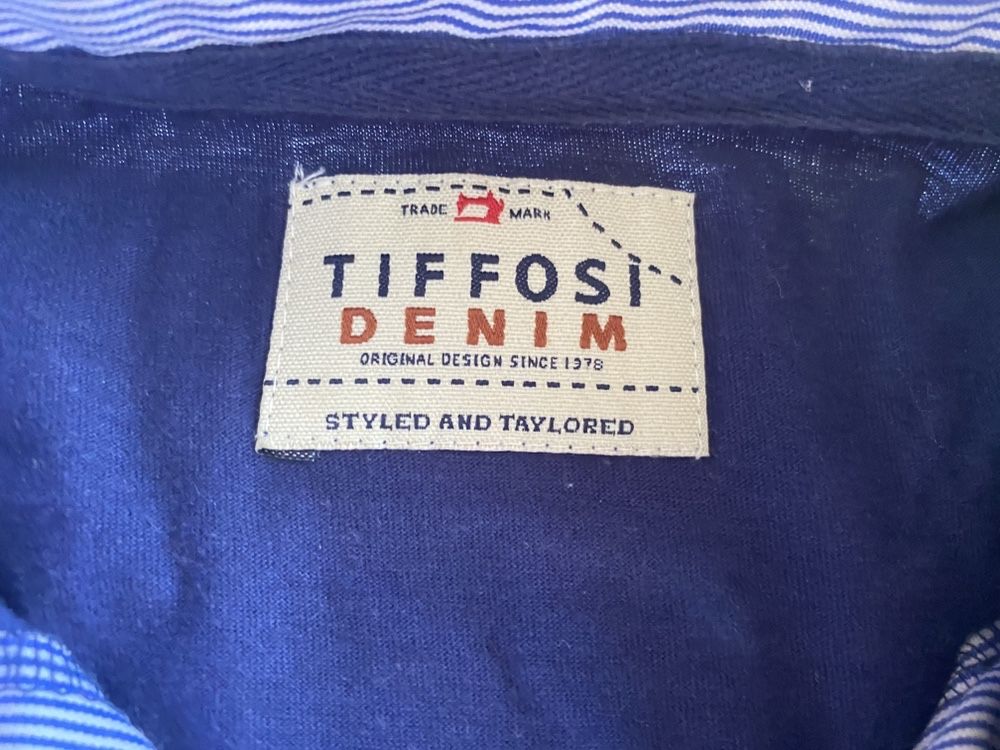 TRADE MARK
TIFFOSI
DENIM
ORIGINAL DESIGN SINCE 1978
STYLED AND TAYLORED